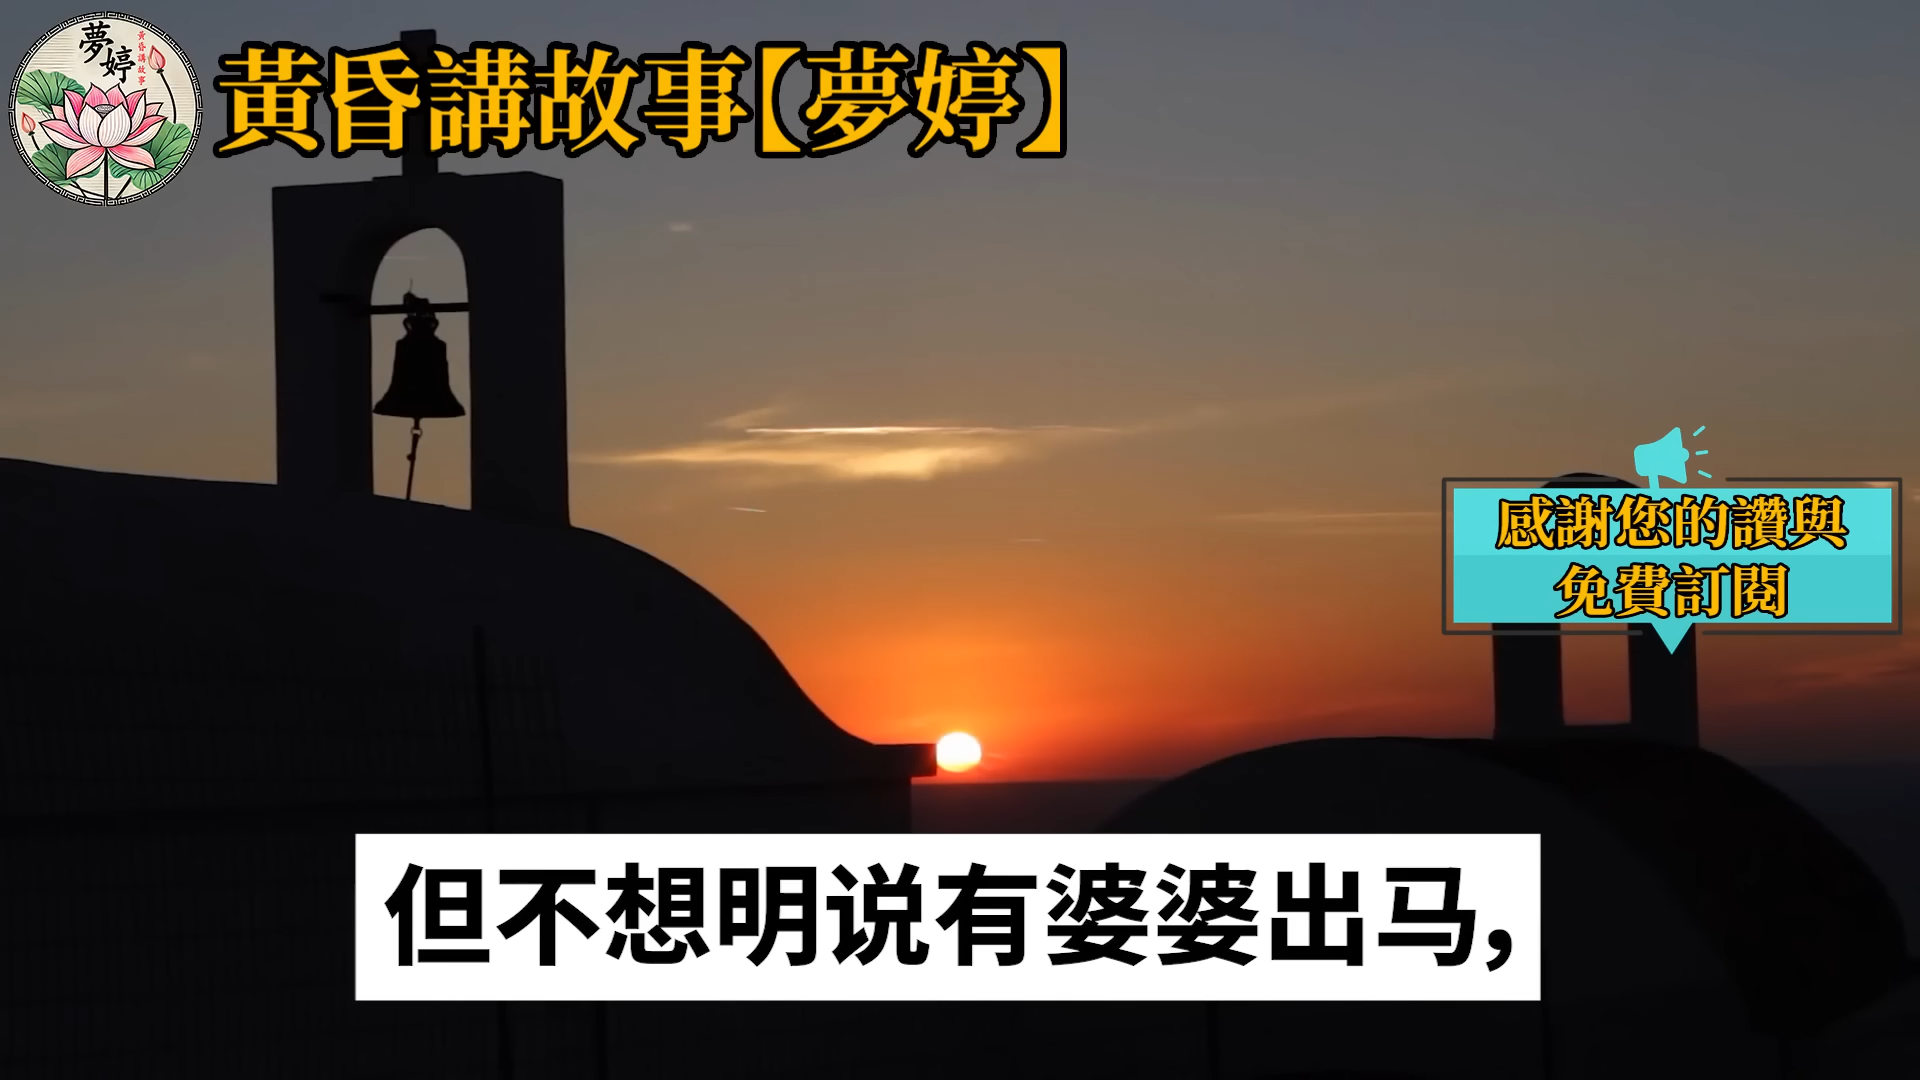 夢婷
黃昏講故事
黃昏講故事【夢婷】
感謝您的讚與
免費訂閱
但不想明说有婆婆出马,